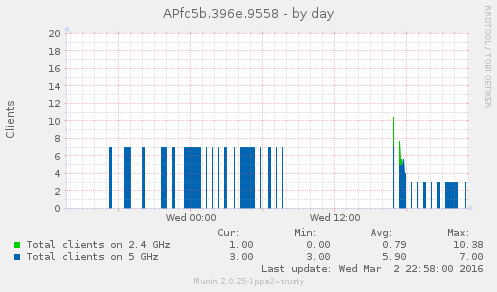 APfc5b.396e.9558 - by day
RRDTOOL / TOBI OETIKER
Clients
20
18
16
14
12
10
8
6
4
2
0
Wed 00:00 Wed 12:00
Cur: Min: Avg: Max:
Total clients on 2.4 GHz 1.00 0.00 0.79 10.38
Total clients on 5 GHz 3.00 3.00 5.90 7.00
Last update: Wed Mar 2 22:58:00 2016
Munin 2.0.25-1ppa2~trusty